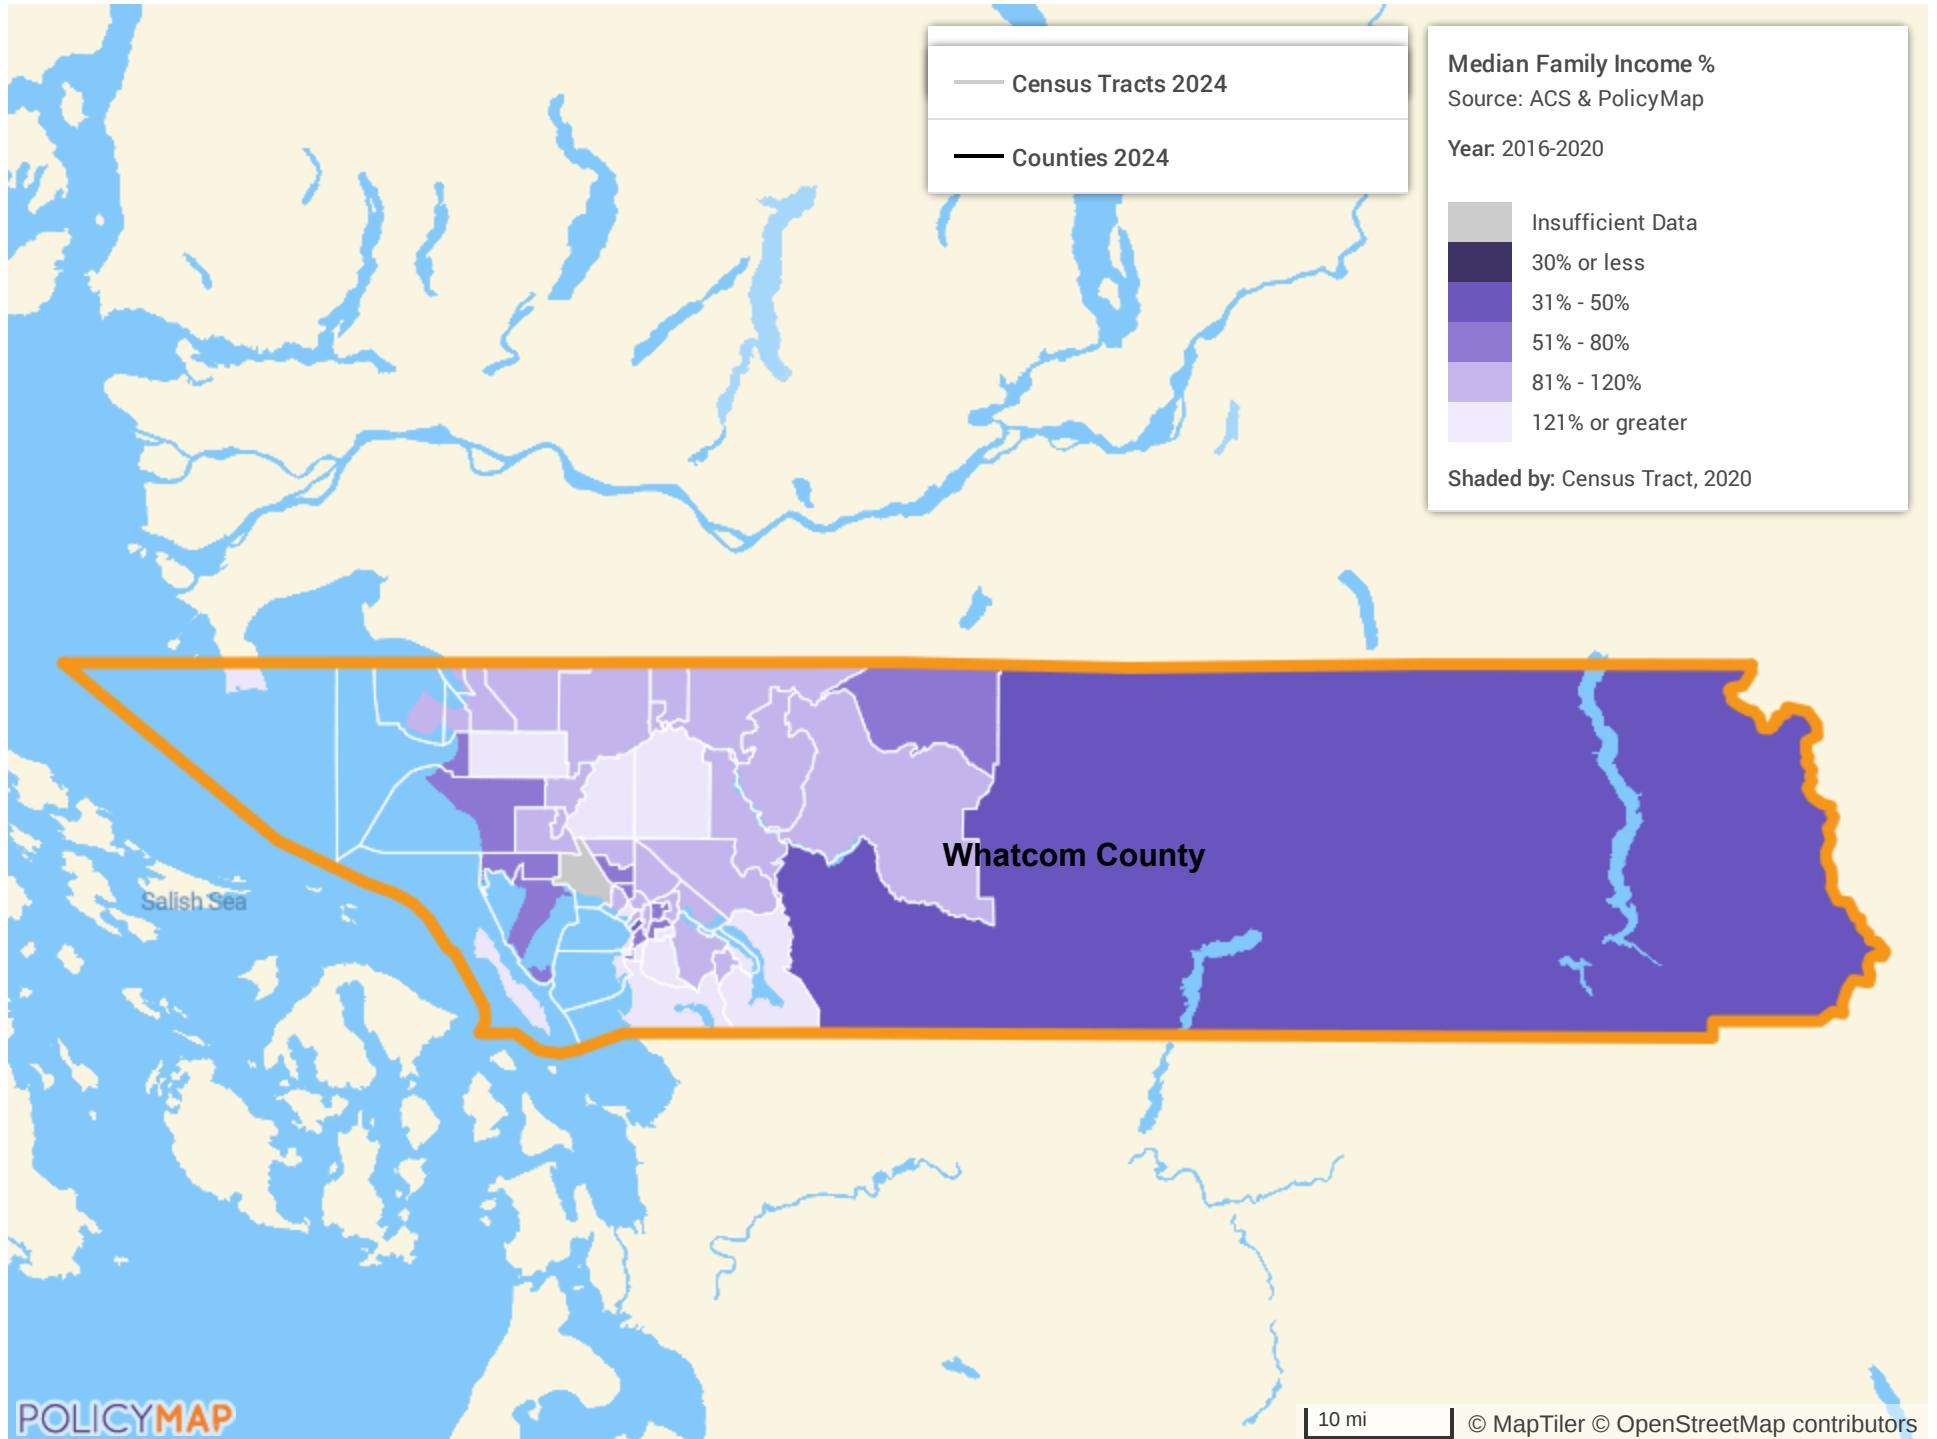 Census Tracts 2024
Counties 2024
Median Family Income %
Source: ACS & PolicyMap
Year: 2016-2020
Insufficient Data
30% or less
31% - 50%
51% - 80%
81% - 120%
121% or greater
Shaded by: Census Tract, 2020
Whatcom County
Salish Sea
POLICYMAP
10 mi
© MapTiler © OpenStreetMap contributors